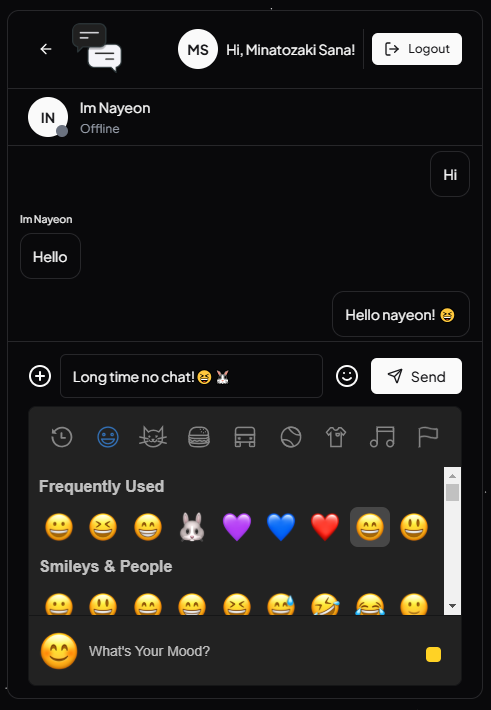 MS
Hi, Minatozaki Sana!
Logout
IN
Im Nayeon
Offline
Hi
Im Nayeon
Hello
Hello nayeon! 😆
Long time no chat!😆 🐰
Send
Frequently Used
Smileys & People
What's Your Mood?